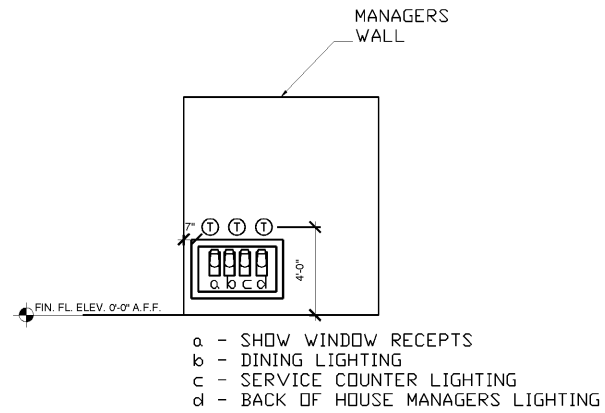 MANAGERS
WALL
7"
T T T
a b c d
4'-0"
FIN. FL. ELEV. 0'-0" A.F.F.
a - SHOW WINDOW RECEPTS
b - DINING LIGHTING
c - SERVICE COUNTER LIGHTING
d - BACK OF HOUSE MANAGERS LIGHTING